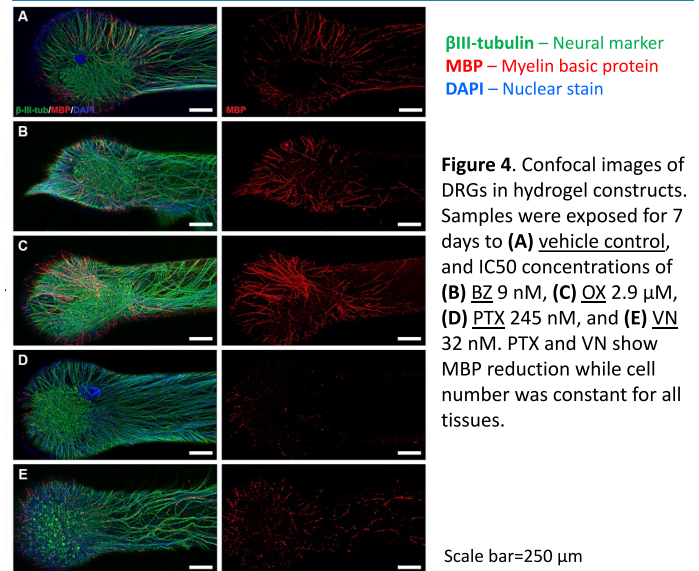 A
β-III-tub/MBP/DAPI
MBP
B
C
D
E
βIII-tubulin – Neural marker
MBP – Myelin basic protein
DAPI – Nuclear stain
Figure 4. Confocal images of
DRGs in hydrogel constructs.
Samples were exposed for 7
days to (A) vehicle control,
and IC50 concentrations of
(B) BZ 9 nM, (C) OX 2.9 µM,
(D) PTX 245 nM, and (E) VN
32 nM. PTX and VN show
MBP reduction while cell
number was constant for all
tissues.
Scale bar=250 µm